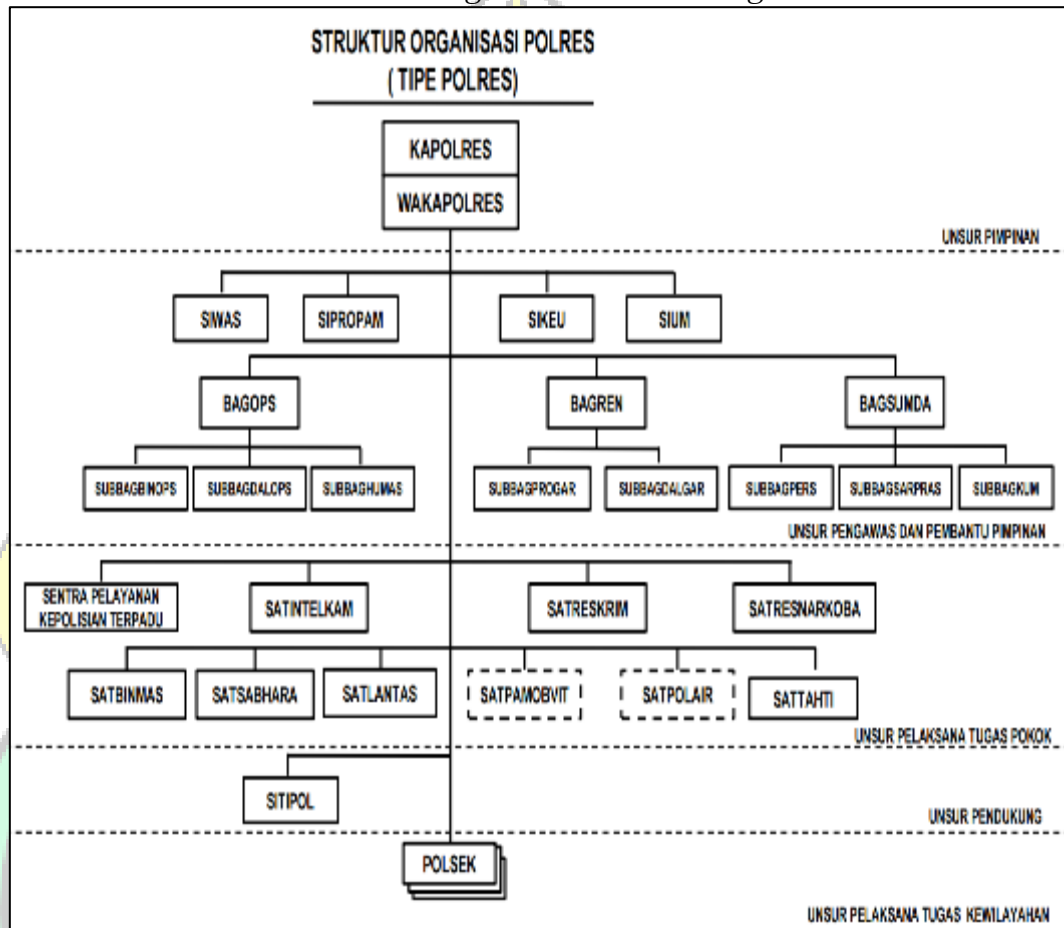 STRUKTUR ORGANISASI POLRES
( TIPE POLRES)
KAPOLRES
WAKAPOLRES
UNSUR PIMPINAN
SIWAS
SIPROPAM
SIKEU
SIUM
BAGOPS
BAGREN
BAGSUMDA
SUBBAGBINOPS
SUBBAGDALOPS
SUBBAGHUMAS
SUBBAGPROGAR
SUBBAGDALGAR
SUBBAGPERS
SUBBAGSARPRAS
SUBBAGKUM
UNSUR PENGAWAS DAN PEMBANTU PIMPINAN
SENTRA PELAYANAN
KEPOLISIAN TERPADU
SATINTELKAM
SATRESKRIM
SATRESNARKOBA
SATBINMAS
SATSABHARA
SATLANTAS
SATPAMOBVIT
SATPOLAIR
SATTAHTI
UNSUR PELAKSANA TUGAS POKOK
SITIPOL
UNSUR PENDUKUNG
POLSEK
UNSUR PELAKSANA TUGAS KEWILAYAHAN